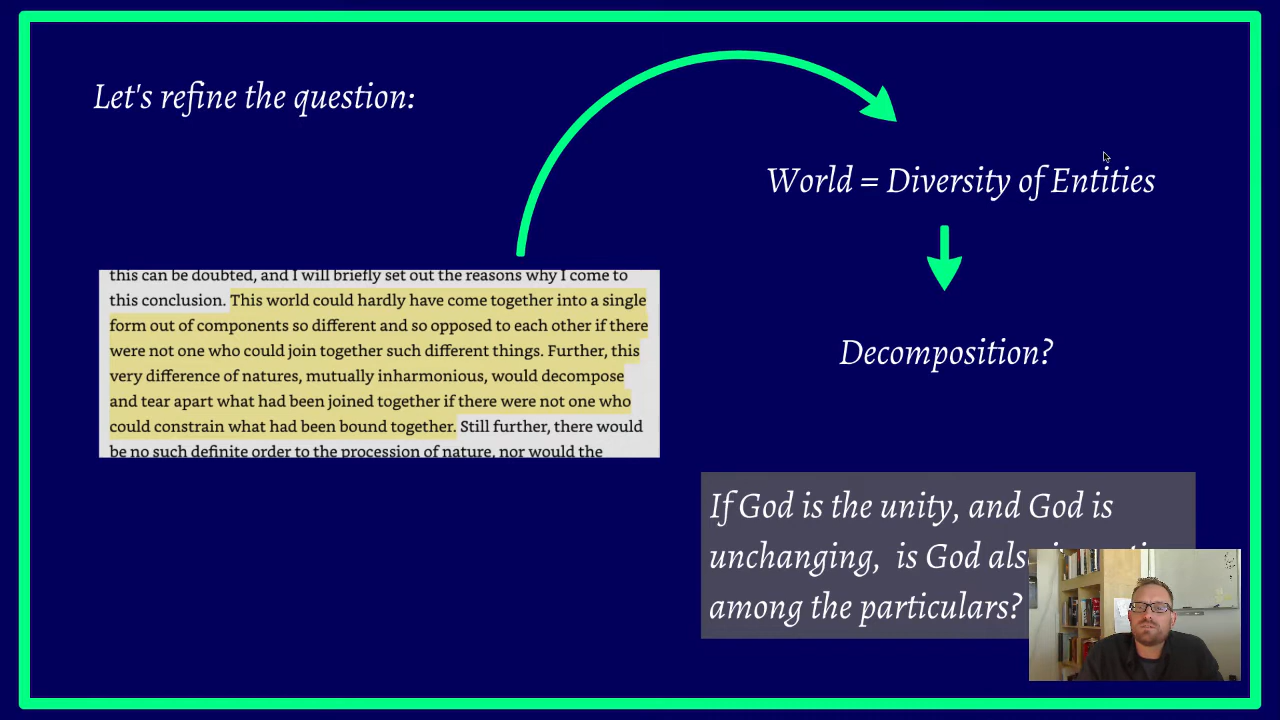 Let's refine the question:
World = Diversity of Entities
this can be doubted, and I will briefly set out the reasons why I come to
this conclusion. This world could hardly have come together into a single
form out of components so different and so opposed to each other if there
were not one who could join together such different things. Further, this
very difference of natures, mutually inharmonious, would decompose
and tear apart what had been joined together if there were not one who
could constrain what had been bound together. Still further, there would
be no such definite order to the procession of nature, nor would the
Decomposition?
If God is the unity, and God is
unchanging, is God
among the particulars?